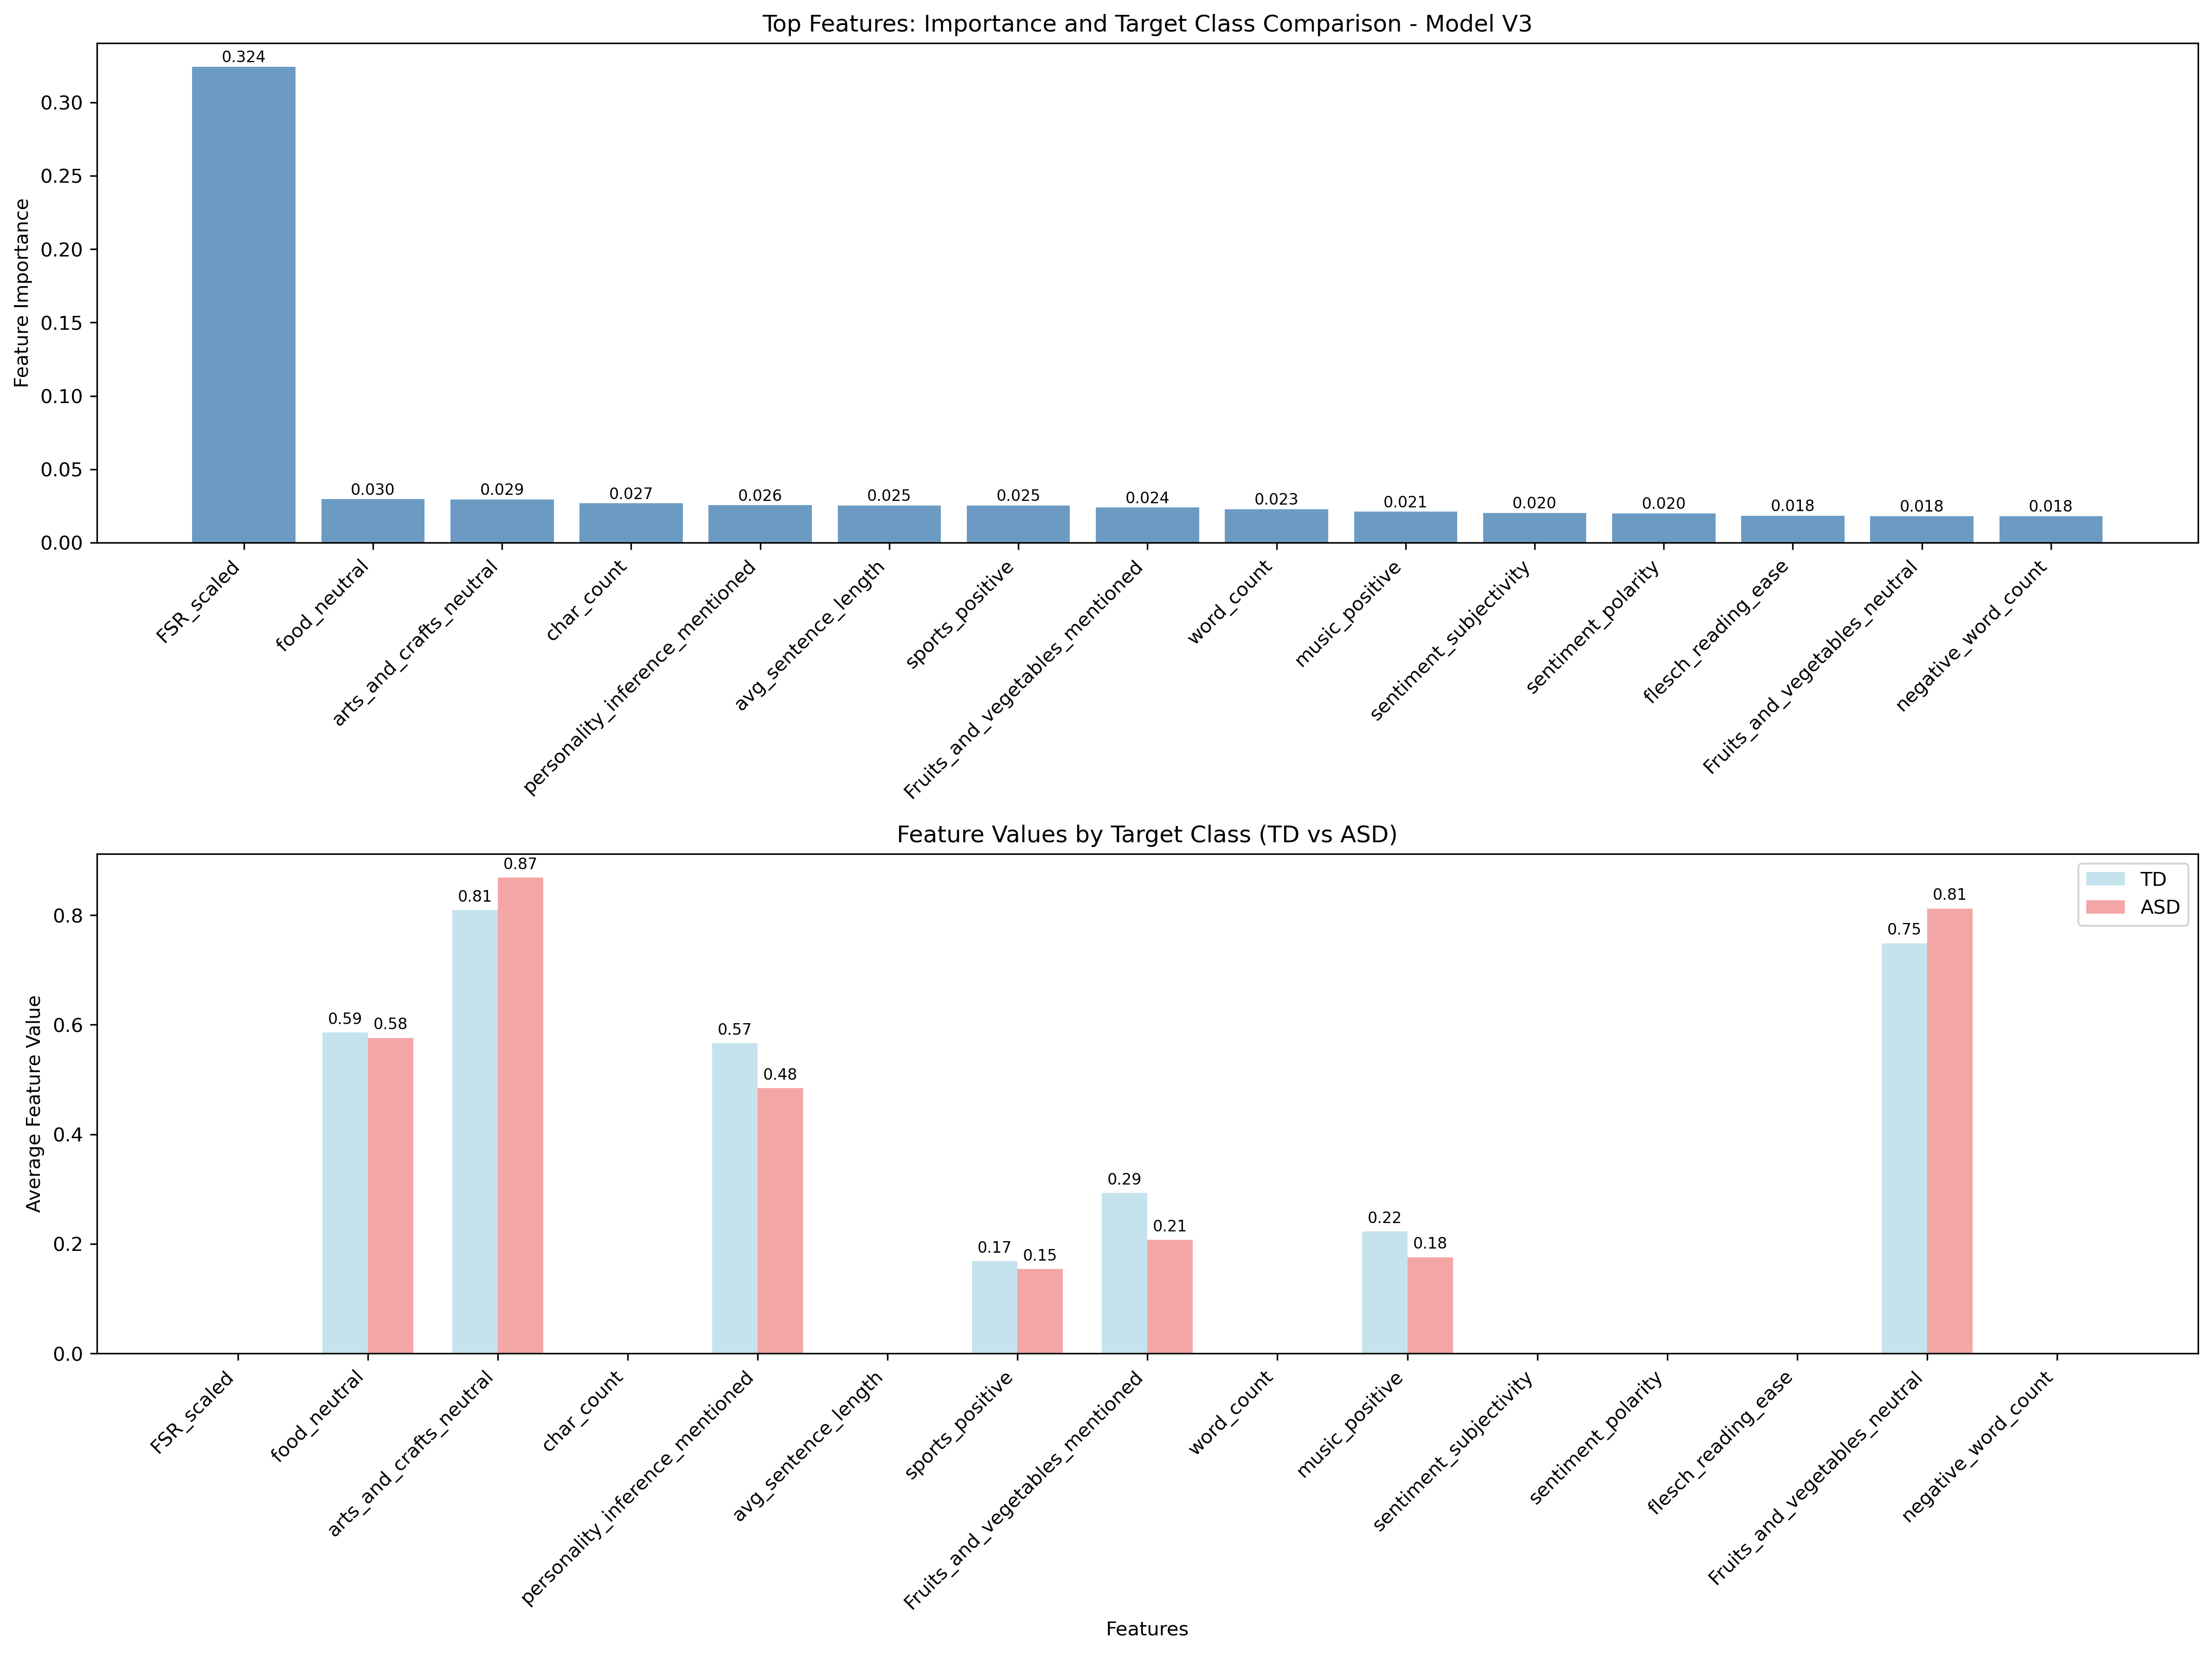 Top Features: Importance and Target Class Comparison - Model V3
Feature Importance
0.30
0.25
0.20
0.15
0.10
0.05
0.00
0.324
0.030
0.029
0.027
0.026
0.025
0.025
0.024
0.023
0.021
0.020
0.020
0.018
0.018
0.018
FSR_scaled
food_neutral
arts_and_crafts_neutral
char_count
personality_inference_mentioned
avg_sentence_length
sports_positive
Fruits_and_vegetables_mentioned
word_count
music_positive
sentiment_subjectivity
sentiment_polarity
flesch_reading_ease
Fruits_and_vegetables_neutral
negative_word_count
Feature Values by Target Class (TD vs ASD)
Average Feature Value
0.8
0.6
0.4
0.2
0.0
0.59
0.58
0.81
0.87
0.57
0.48
0.17
0.15
0.29
0.21
0.22
0.18
0.75
0.81
TD
ASD
FSR_scaled
food_neutral
arts_and_crafts_neutral
char_count
personality_inference_mentioned
avg_sentence_length
sports_positive
Fruits_and_vegetables_mentioned
word_count
music_positive
sentiment_subjectivity
sentiment_polarity
flesch_reading_ease
Fruits_and_vegetables_neutral
negative_word_count
Features